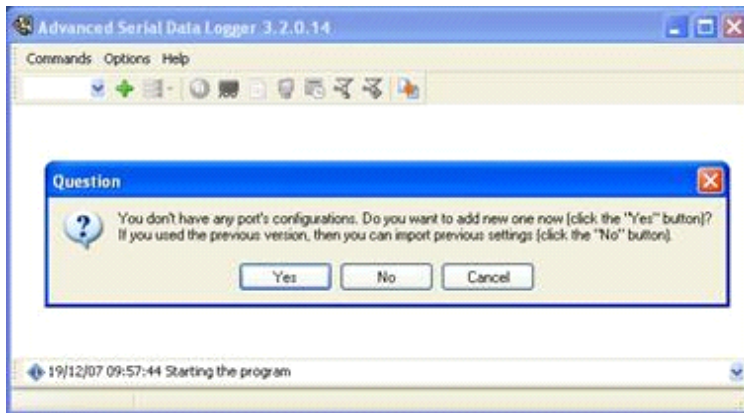 Advanced Serial Data Logger 3.2.0.14
Commands Options Help
Question
You don't have any port's configurations. Do you want to add new one now (click the "Yes" button)?
If you used the previous version, then you can import previous settings (click the "No" button).
Yes No Cancel
19/12/07 09:57:44 Starting the program